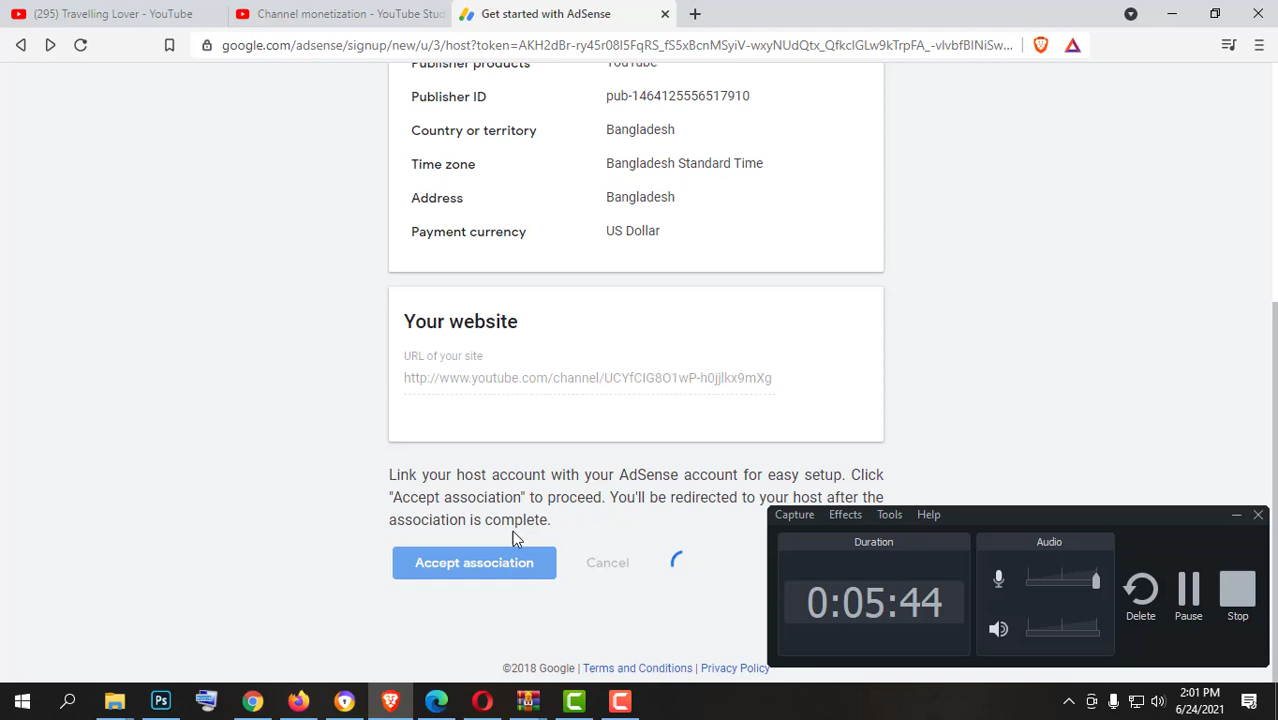 (295) Travelling Lover - YouTube
Channel monetization - YouTube Stud
Get started with AdSense
google.com/adsense/signup/new/u/3/host?token=AKH2dBr-ry45r08I5FqRS_fS5xBcnMSyiV-wxyNUdQtx_QfkcIGLw9kTrpFA_-vlvbfBINiSw...
Publisher products YouTube
Publisher ID pub-1464125556517910
Country or territory Bangladesh
Time zone Bangladesh Standard Time
Address Bangladesh
Payment currency US Dollar
Your website
URL of your site
http://www.youtube.com/channel/UCYfCIG8O1wP-h0jjlkx9mXg
Link your host account with your AdSense account for easy setup. Click
"Accept association" to proceed. You'll be redirected to your host after the
association is complete.
Accept association Cancel
Capture Effects Tools Help
Duration Audio
0:05:44
Delete Pause Stop
©2018 Google | Terms and Conditions | Privacy Policy
Ps
2:01 PM
6/24/2021